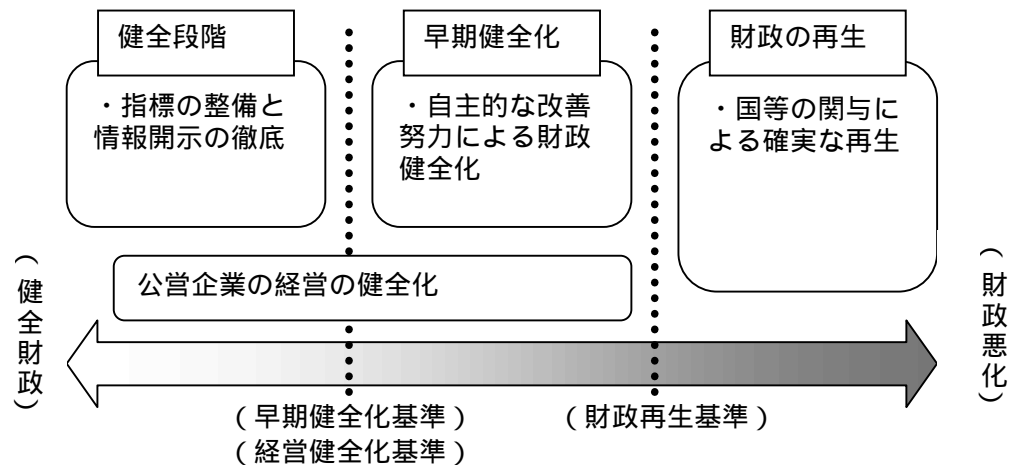 健全段階
・指標の整備と
情報開示の徹底
早期健全化
・自主的な改善
努力による財政
健全化
財政の再生
・国等の関与に
よる確実な再生
公営企業の経営の健全化
(健全財政)
(財政悪化)
(早期健全化基準)
(経営健全化基準)
(財政再生基準)